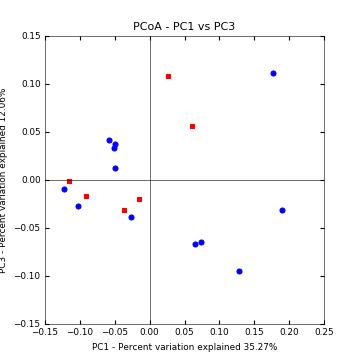 PCoA - PC1 vs PC3
0.15
0.10
0.05
0.00
−0.05
−0.10
−0.15
PC3 - Percent variation explained 12.06%
−0.15 −0.10 −0.05 0.00 0.05 0.10 0.15 0.20 0.25
PC1 - Percent variation explained 35.27%